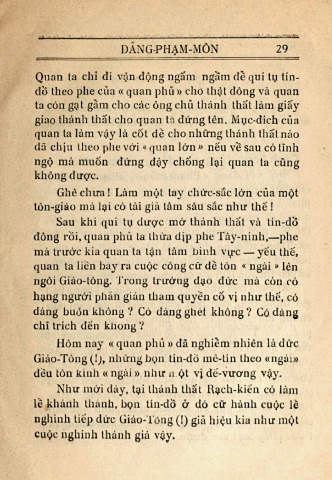 ĐẢNG-PHẠM-MÔN 29
Quan ta chỉ đi vận-động ngấm ngầm để qui tụ tín-
đồ theo phe của « quan phủ » cho thật đông và quan
ta còn gạt gẫm cho các ông chủ thánh thất làm giấy
giao thánh thất cho quan ta đứng tên. Mục-đích của
quan ta làm vậy là cốt để cho những thánh thất nào
đã chịu theo phe với « quan lớn » nếu về sau có tỉnh
ngộ mà muốn đứng dậy chống lại quan ta cũng
không được.
Ghê chưa ! Làm một tay chức-sắc lớn của một
tôn-giáo mà lại có tài giả tâm sâu sắc như thế !
Sau khi qui tụ được mớ thánh thất và tín-đồ
đông rồi, quan phủ ta thừa dịp phe Tây-ninh,—phe
mà trước kia quan ta tận tâm binh vực — yếu thế,
quan ta liền bay ra cuộc công cử để tôn « ngài » lên
ngôi Giáo-tông. Trong trường đạo đức mà còn có
hạng người phản gián tham quyền cố vị như thế, có
đáng buồn không ? Có đáng ghét không ? Có đáng
chỉ trích đến không ?
Hôm nay « quan phủ » đã nghiễm nhiên là đức
Giáo-Tông (!), những bọn tín-đồ mê-tín theo «ngài»
đều tôn kính « ngài » như một vị đế-vương vậy.
Như mới đây, tại thánh thất Rạch-kiến có làm
lễ khánh thành, bọn tín-đồ ở đó cử hành cuộc lễ
nghinh tiếp đức Giáo-Tông (!) giả hiệu kia như một
cuộc nghinh thánh giá vậy.